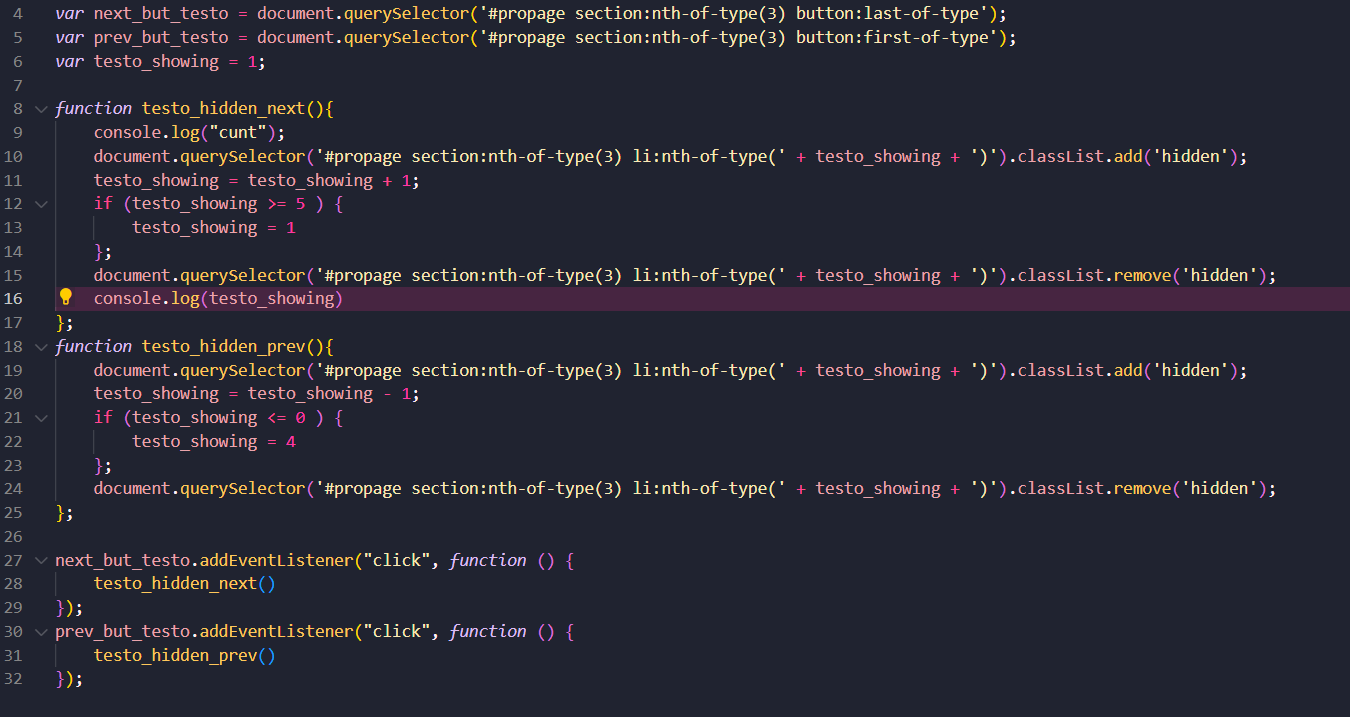 4 var next_but_testo = document.querySelector('#propage section:nth-of-type(3) button:last-of-type');
5 var prev_but_testo = document.querySelector('#propage section:nth-of-type(3) button:first-of-type');
6 var testo_showing = 1;
7
8 function testo_hidden_next(){
9     console.log("cunt");
10     document.querySelector('#propage section:nth-of-type(3) li:nth-of-type(' + testo_showing + ')').classList.add('hidden');
11     testo_showing = testo_showing + 1;
12     if (testo_showing >= 5 ) {
13         testo_showing = 1
14     };
15     document.querySelector('#propage section:nth-of-type(3) li:nth-of-type(' + testo_showing + ')').classList.remove('hidden');
16     console.log(testo_showing)
17 };
18 function testo_hidden_prev(){
19     document.querySelector('#propage section:nth-of-type(3) li:nth-of-type(' + testo_showing + ')').classList.add('hidden');
20     testo_showing = testo_showing - 1;
21     if (testo_showing <= 0 ) {
22         testo_showing = 4
23     };
24     document.querySelector('#propage section:nth-of-type(3) li:nth-of-type(' + testo_showing + ')').classList.remove('hidden');
25 };
26
27 next_but_testo.addEventListener("click", function () {
28     testo_hidden_next()
29 });
30 prev_but_testo.addEventListener("click", function () {
31     testo_hidden_prev()
32 });